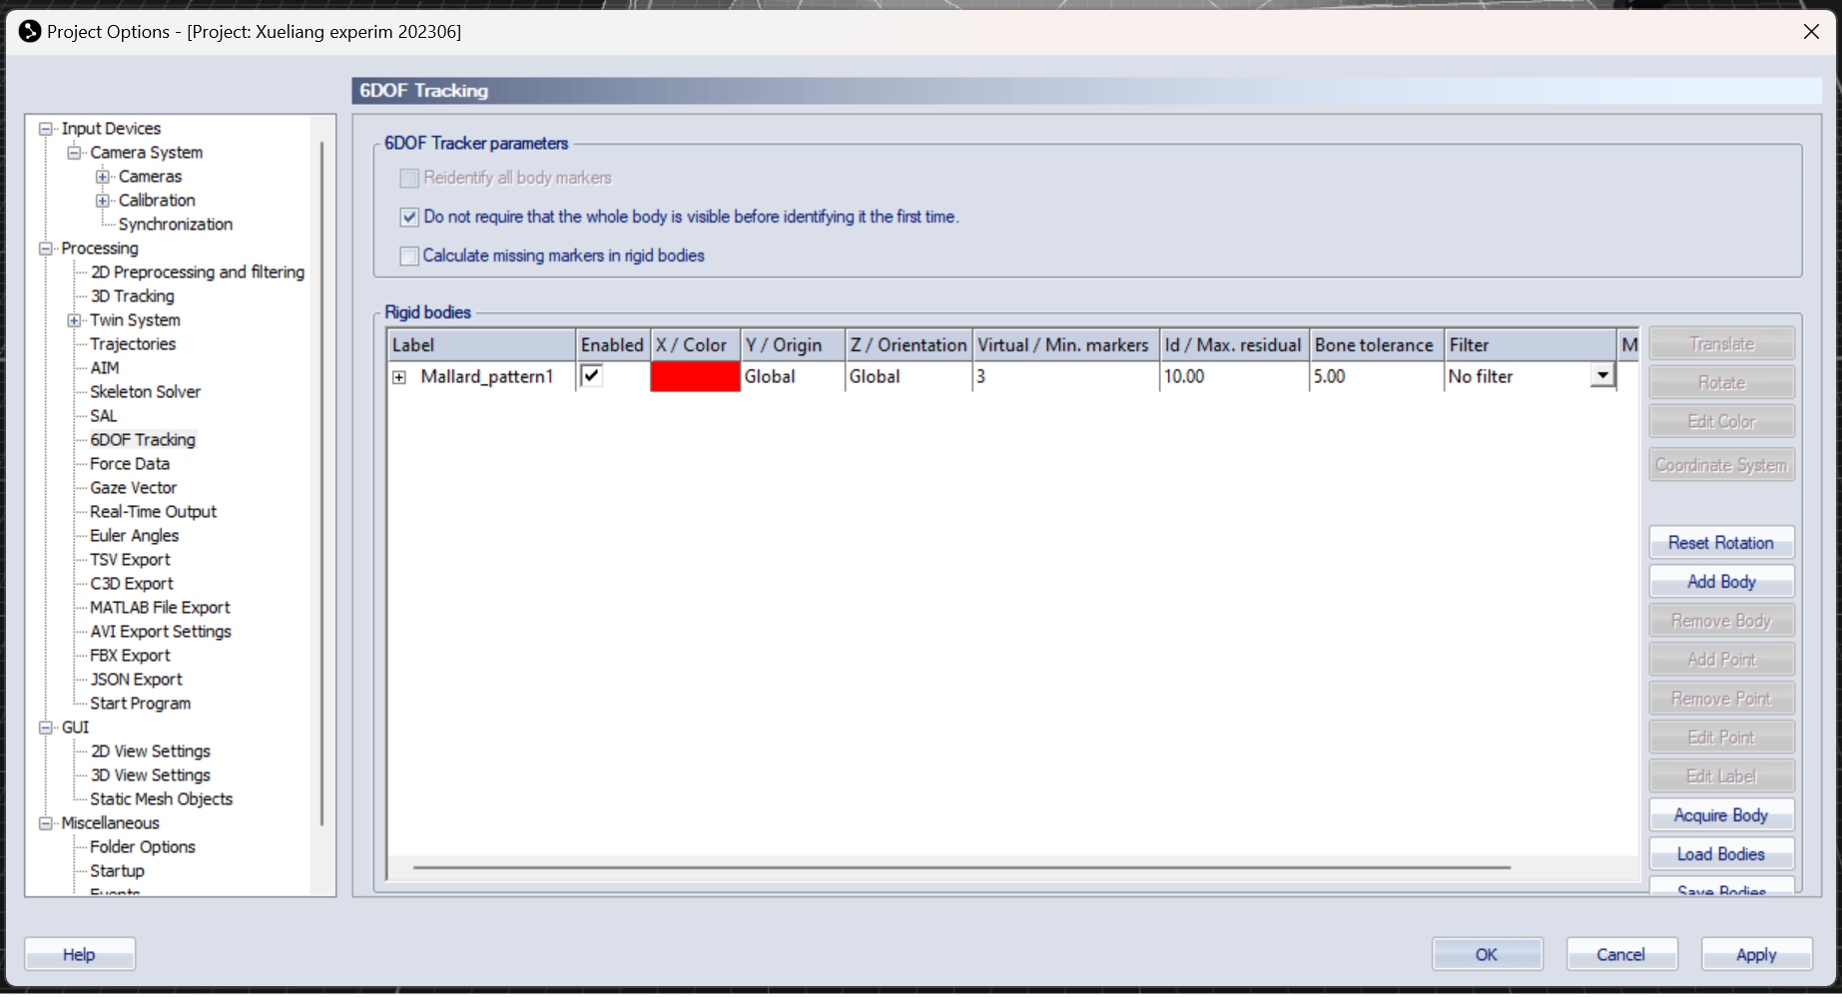 Project Options - [Project: Xueliang experim 202306]
6DOF Tracking
Input Devices
Camera System
Cameras
Calibration
Synchronization
Processing
2D Preprocessing and filtering
3D Tracking
Twin System
Trajectories
AIM
Skeleton Solver
SAL
6DOF Tracking
Force Data
Gaze Vector
Real-Time Output
Euler Angles
TSV Export
C3D Export
MATLAB File Export
AVI Export Settings
FBX Export
JSON Export
Start Program
GUI
2D View Settings
3D View Settings
Static Mesh Objects
Miscellaneous
Folder Options
Startup
Events
6DOF Tracker parameters
Reidentify all body markers
Do not require that the whole body is visible before identifying it the first time.
Calculate missing markers in rigid bodies
Rigid bodies
Label Enabled X / Color Y / Origin Z / Orientation Virtual / Min. markers Id / Max. residual Bone tolerance Filter M
Mallard_pattern1 Global Global 3 10.00 5.00 No filter
Translate
Rotate
Edit Color
Coordinate System
Reset Rotation
Add Body
Remove Body
Add Point
Remove Point
Edit Point
Edit Label
Acquire Body
Load Bodies
Save Bodies
Help
OK
Cancel
Apply